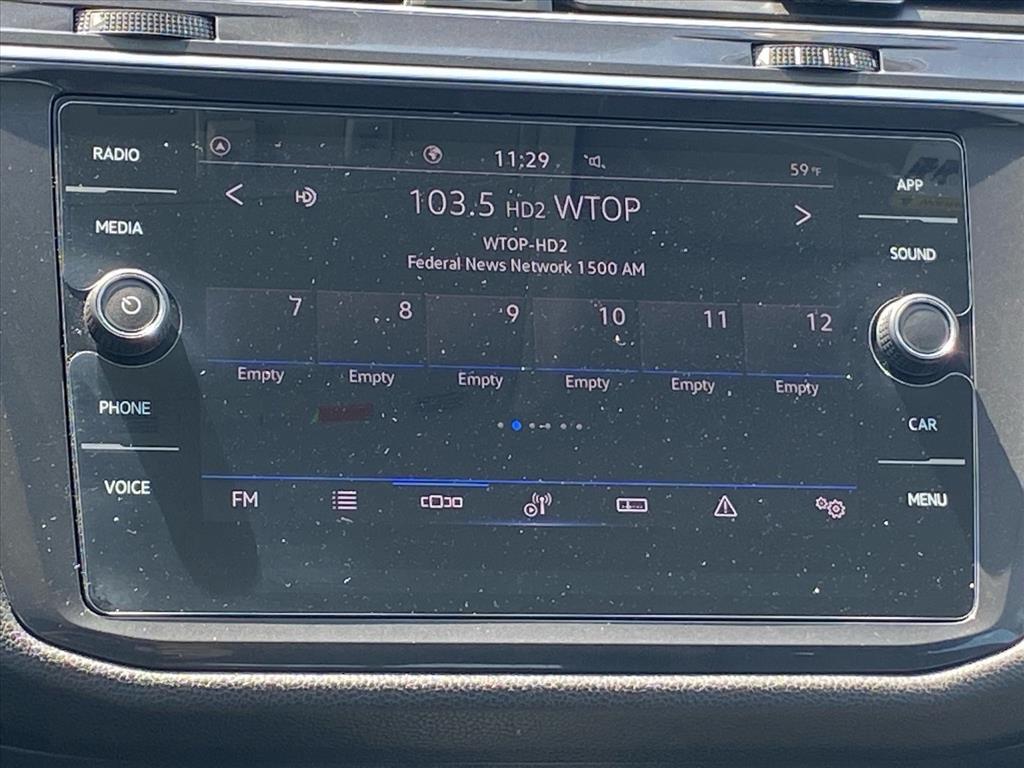 RADIO
MEDIA
PHONE
VOICE
11:29
59°F
HD
103.5 HD2 WTOP
WTOP-HD2
Federal News Network 1500 AM
7 8 9 10 11 12
Empty Empty Empty Empty Empty Empty
FM
APP
SOUND
CAR
MENU